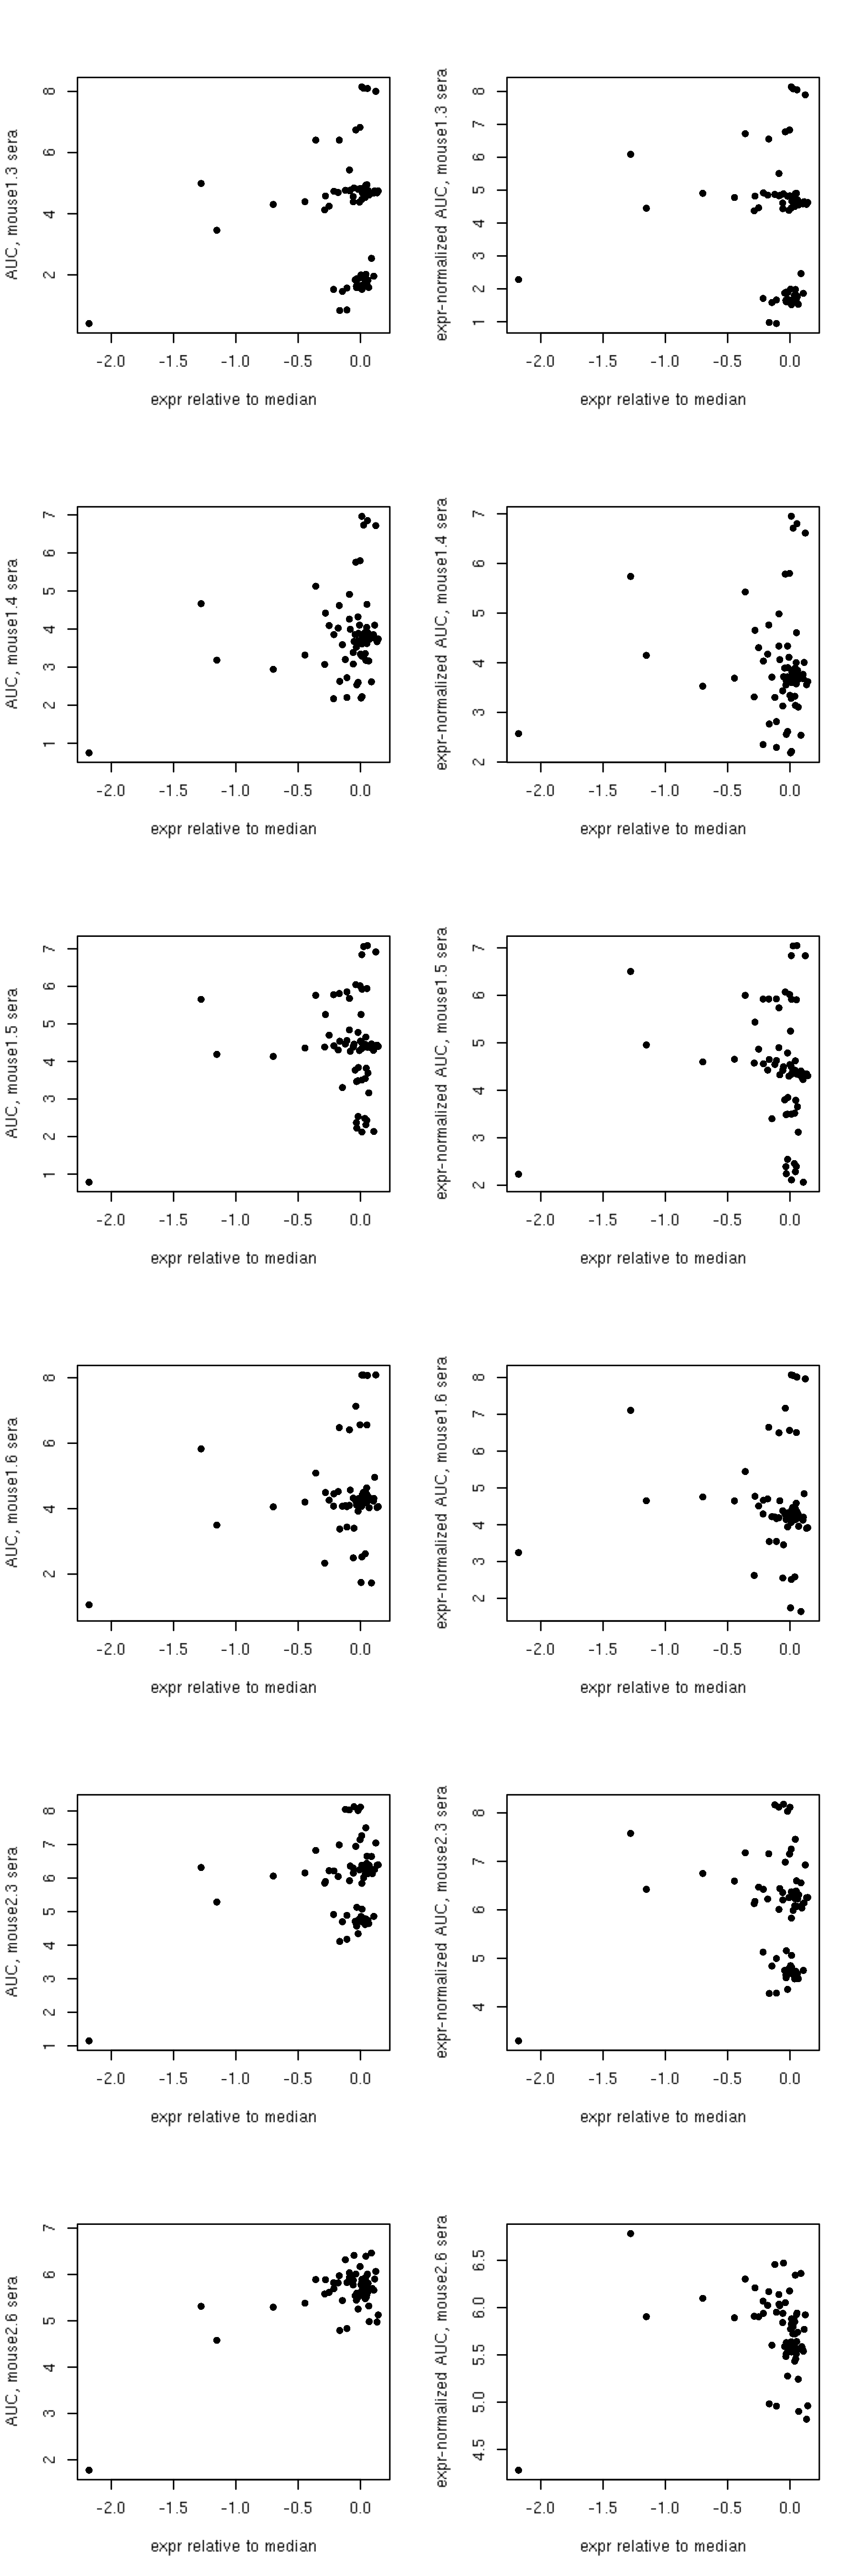 AUC, mouse1.3 sera
8
6
4
2
-2.0 -1.5 -1.0 -0.5 0.0
expr relative to median
expr-normalized AUC, mouse1.3 sera
8
7
6
5
4
3
2
1
-2.0 -1.5 -1.0 -0.5 0.0
expr relative to median
AUC, mouse1.4 sera
7
6
5
4
3
2
1
-2.0 -1.5 -1.0 -0.5 0.0
expr relative to median
expr-normalized AUC, mouse1.4 sera
7
6
5
4
3
2
-2.0 -1.5 -1.0 -0.5 0.0
expr relative to median
AUC, mouse1.5 sera
7
6
5
4
3
2
1
-2.0 -1.5 -1.0 -0.5 0.0
expr relative to median
expr-normalized AUC, mouse1.5 sera
7
6
5
4
3
2
-2.0 -1.5 -1.0 -0.5 0.0
expr relative to median
AUC, mouse1.6 sera
8
6
4
2
-2.0 -1.5 -1.0 -0.5 0.0
expr relative to median
expr-normalized AUC, mouse1.6 sera
8
7
6
5
4
3
2
-2.0 -1.5 -1.0 -0.5 0.0
expr relative to median
AUC, mouse2.3 sera
8
7
6
5
4
3
2
1
-2.0 -1.5 -1.0 -0.5 0.0
expr relative to median
expr-normalized AUC, mouse2.3 sera
8
7
6
5
4
-2.0 -1.5 -1.0 -0.5 0.0
expr relative to median
AUC, mouse2.6 sera
7
6
5
4
3
2
-2.0 -1.5 -1.0 -0.5 0.0
expr relative to median
expr-normalized AUC, mouse2.6 sera
6.5
6.0
5.5
5.0
4.5
-2.0 -1.5 -1.0 -0.5 0.0
expr relative to median